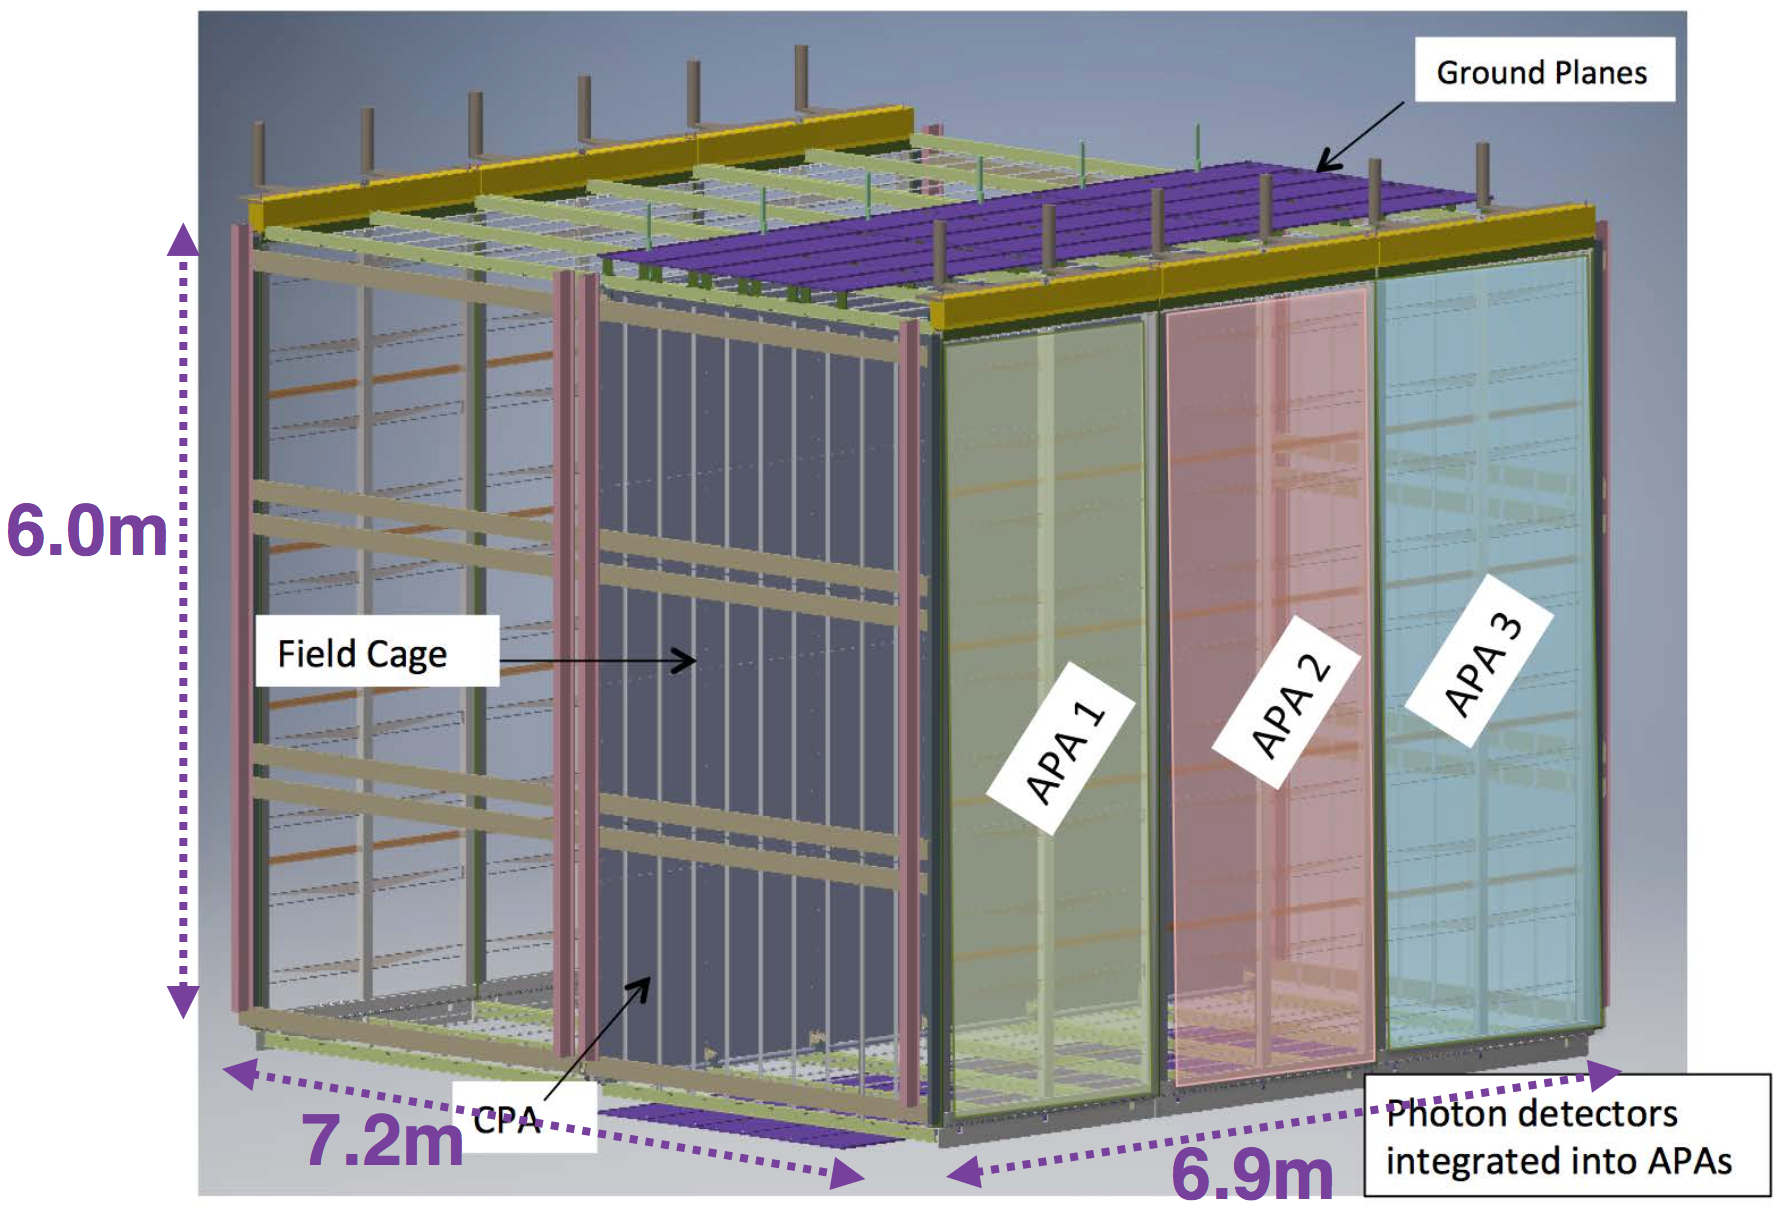 Ground Planes
6.0m
Field Cage
APA 1
APA 2
APA 3
CPA
7.2m
6.9m
Photon detectors
integrated into APAs